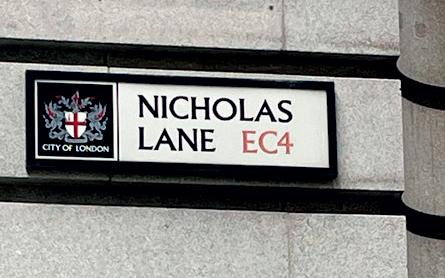 NICHOLAS
LANE EC4
CITY OF LONDON